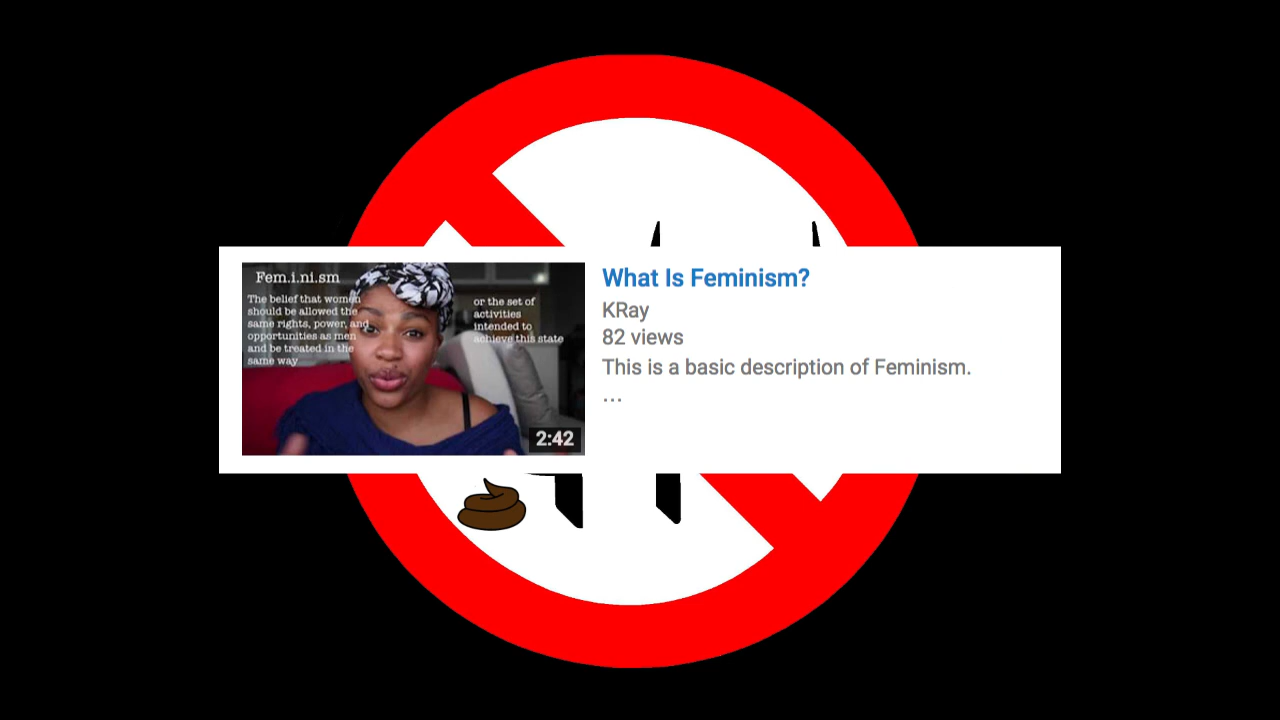 Fem.i.ni.sm
The belief that women
should be allowed the
same rights, power, and
opportunities as men
and be treated in the
same way
or the set of
activities
intended to
achieve this state
2:42
What Is Feminism?
KRay
82 views
This is a basic description of Feminism.
...